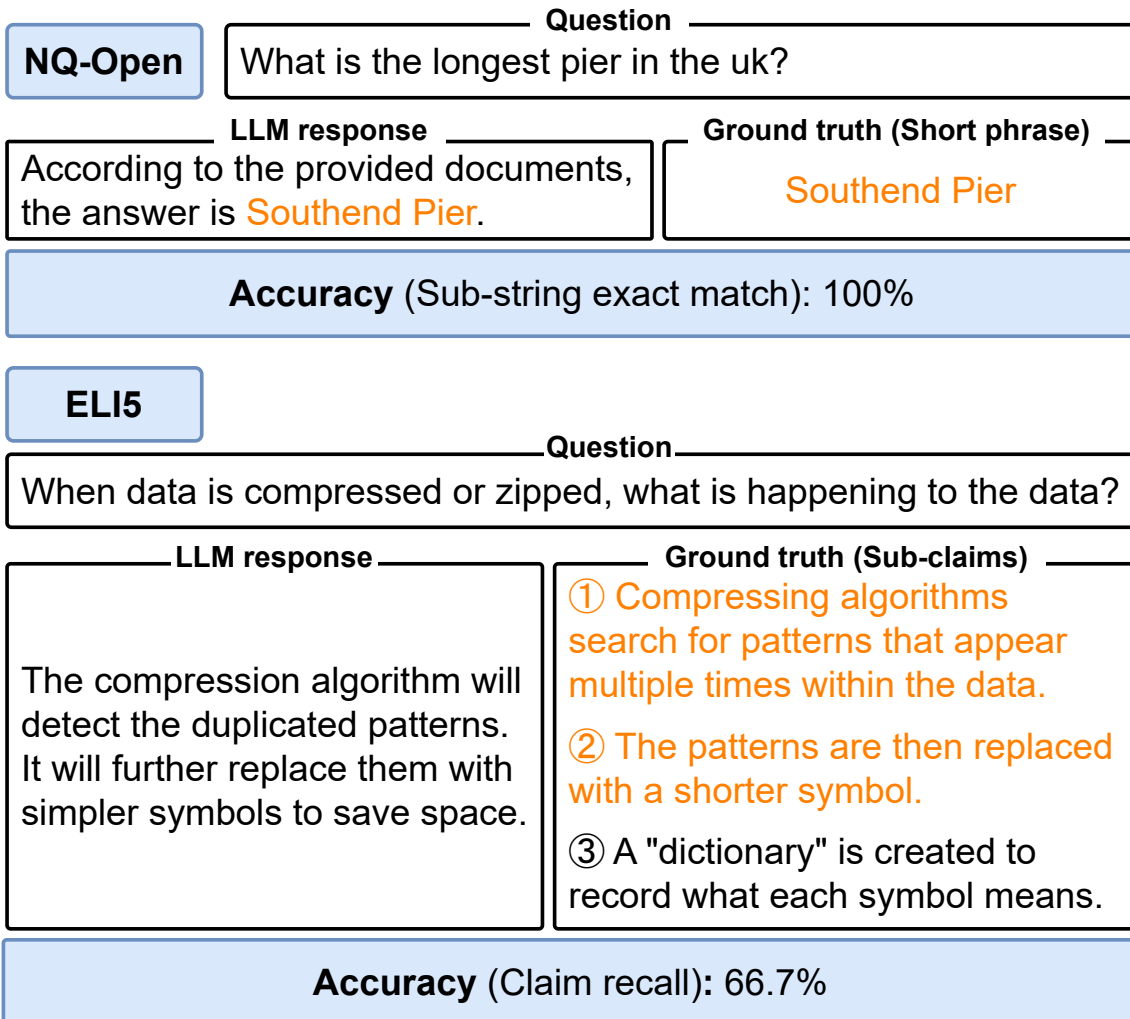 Question
NQ-Open
What is the longest pier in the uk?
LLM response
According to the provided documents,
the answer is Southend Pier.
Ground truth (Short phrase)
Southend Pier
Accuracy (Sub-string exact match): 100%
ELI5
Question
When data is compressed or zipped, what is happening to the data?
LLM response
The compression algorithm will
detect the duplicated patterns.
It will further replace them with
simpler symbols to save space.
Ground truth (Sub-claims)
① Compressing algorithms
search for patterns that appear
multiple times within the data.
② The patterns are then replaced
with a shorter symbol.
③ A "dictionary" is created to
record what each symbol means.
Accuracy (Claim recall): 66.7%